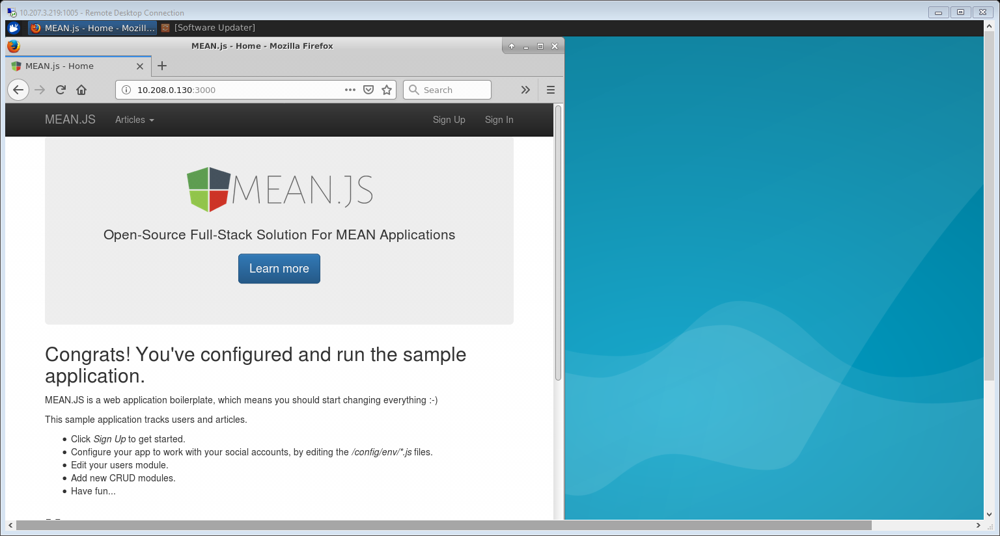 10.207.3.219:1005 - Remote Desktop Connection
MEAN.js - Home - Mozill...
[Software Updater]
MEAN.js - Home - Mozilla Firefox
MEAN.js - Home
10.208.0.130:3000
Search
MEAN.JS
Articles
Sign Up
Sign In
MEAN.JS
Open-Source Full-Stack Solution For MEAN Applications
Learn more
Congrats! You've configured and run the sample
application.
MEAN.JS is a web application boilerplate, which means you should start changing everything :-)
This sample application tracks users and articles.
• Click Sign Up to get started.
• Configure your app to work with your social accounts, by editing the /config/env/*.js files.
• Edit your users module.
• Add new CRUD modules.
• Have fun...